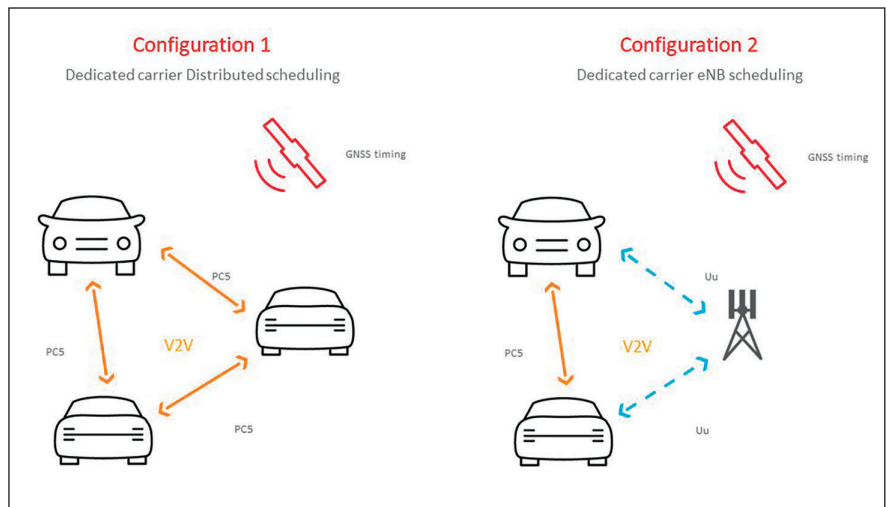 Configuration 1
Dedicated carrier Distributed scheduling
GNSS timing
PC5
V2V
PC5
PC5
Configuration 2
Dedicated carrier eNB scheduling
GNSS timing
Uu
V2V
PC5
Uu